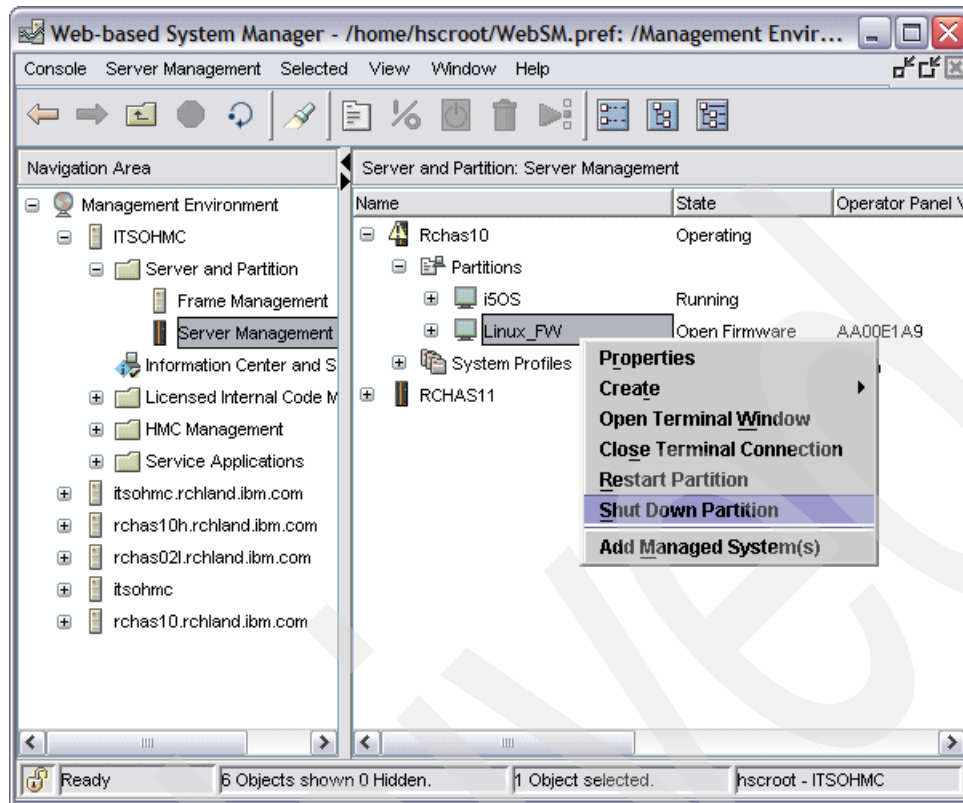 Web-based System Manager - /home/hscroot/WebSM.pref: /Management Envir...
Console Server Management Selected View Window Help
Navigation Area
Server and Partition: Server Management
Management Environment
ITSOHMC
Server and Partition
Frame Management
Server Management
Information Center and S
Licensed Internal Code M
HMC Management
Service Applications
itsohmc.rchland.ibm.com
rchas10h.rchland.ibm.com
rchas02l.rchland.ibm.com
itsohmc
rchas10.rchland.ibm.com
Name State Operator Panel V
Rchas10 Operating
Partitions
i5OS Running
Linux_FW Open Firmware AA00E1A9
System Profiles
RCHAS11
Properties
Create
Open Terminal Window
Close Terminal Connection
Restart Partition
Shut Down Partition
Add Managed System(s)
Ready 6 Objects shown 0 Hidden. 1 Object selected. hscroot - ITSOHMC